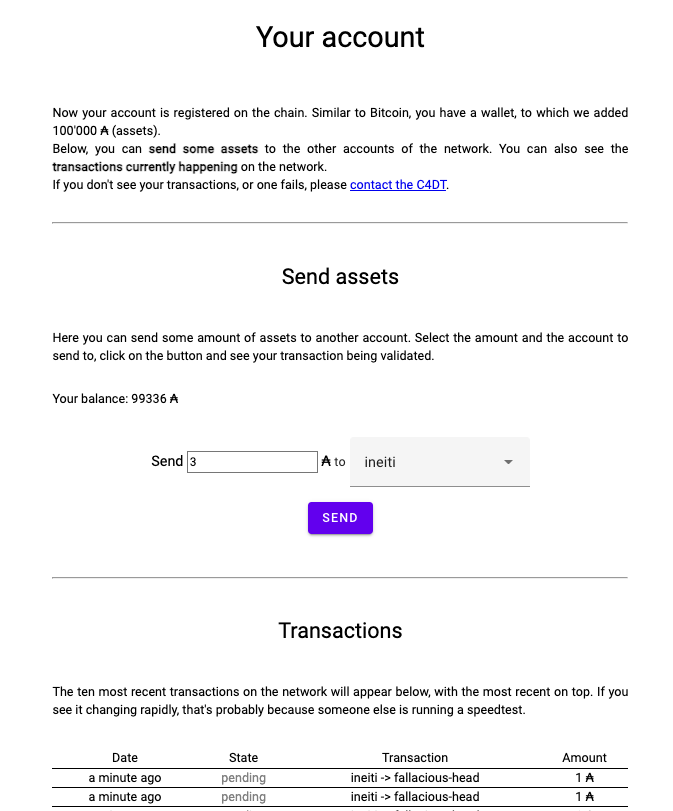 Your account
Now your account is registered on the chain. Similar to Bitcoin, you have a wallet, to which we added
100'000 ₳ (assets).
Below, you can send some assets to the other accounts of the network. You can also see the
transactions currently happening on the network.
If you don't see your transactions, or one fails, please contact the C4DT.
Send assets
Here you can send some amount of assets to another account. Select the amount and the account to
send to, click on the button and see your transaction being validated.
Your balance: 99336 ₳
Send 3 ₳ to ineiti
SEND
Transactions
The ten most recent transactions on the network will appear below, with the most recent on top. If you
see it changing rapidly, that's probably because someone else is running a speedtest.
Date State Transaction Amount
a minute ago pending ineiti -> fallacious-head 1 ₳
a minute ago pending ineiti -> fallacious-head 1 ₳